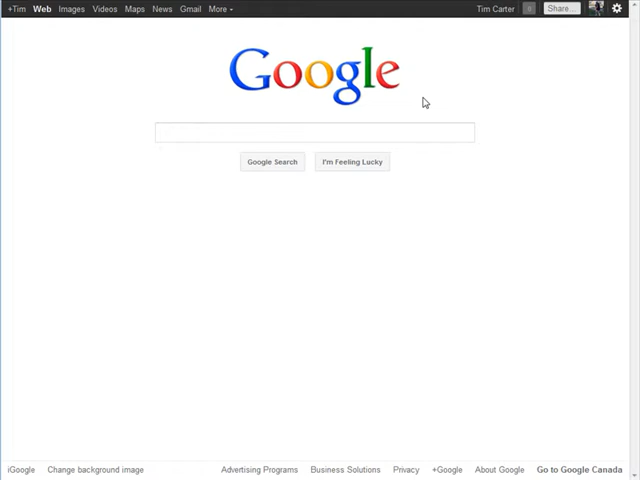 +Tim Web Images Videos Maps News Gmail More Tim Carter Share...
Google
Google Search I'm Feeling Lucky
iGoogle Change background image Advertising Programs Business Solutions Privacy +Google About Google Go to Google Canada